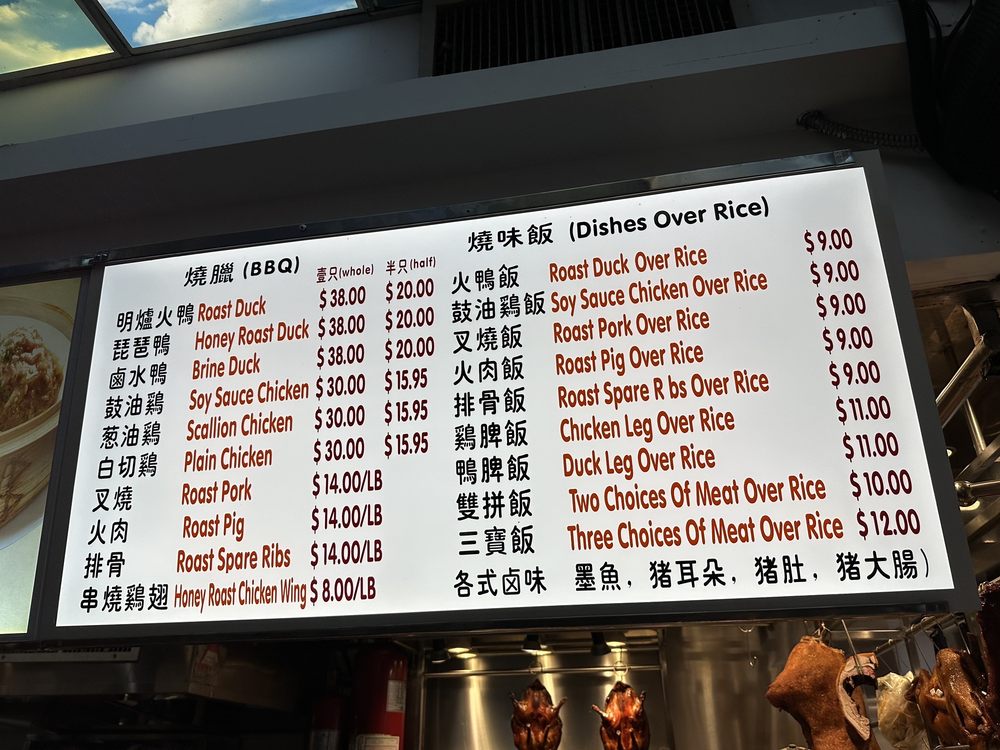 燒臘 (BBQ) 壹只(whole) 半只(half)
明爐火鴨 Roast Duck $38.00 $20.00
琵琶鴨 Honey Roast Duck $38.00 $20.00
鹵水鴨 Brine Duck $38.00 $20.00
鼓油鷄 Soy Sauce Chicken $30.00 $15.95
葱油鷄 Scallion Chicken $30.00 $15.95
白切鷄 Plain Chicken $30.00 $15.95
叉燒 Roast Pork $14.00/LB
火肉 Roast Pig $14.00/LB
排骨 Roast Spare Ribs $14.00/LB
串燒鷄翅 Honey Roast Chicken Wing $8.00/LB
燒味飯 (Dishes Over Rice)
火鴨飯 Roast Duck Over Rice $9.00
鼓油鷄飯 Soy Sauce Chicken Over Rice $9.00
叉燒飯 Roast Pork Over Rice $9.00
火肉飯 Roast Pig Over Rice $9.00
排骨飯 Roast Spare R bs Over Rice $9.00
鷄脾飯 Chicken Leg Over Rice $11.00
鴨脾飯 Duck Leg Over Rice $11.00
雙拼飯 Two Choices Of Meat Over Rice $10.00
三寶飯 Three Choices Of Meat Over Rice $12.00
各式卤味 墨魚，猪耳朵，猪肚，猪大腸）